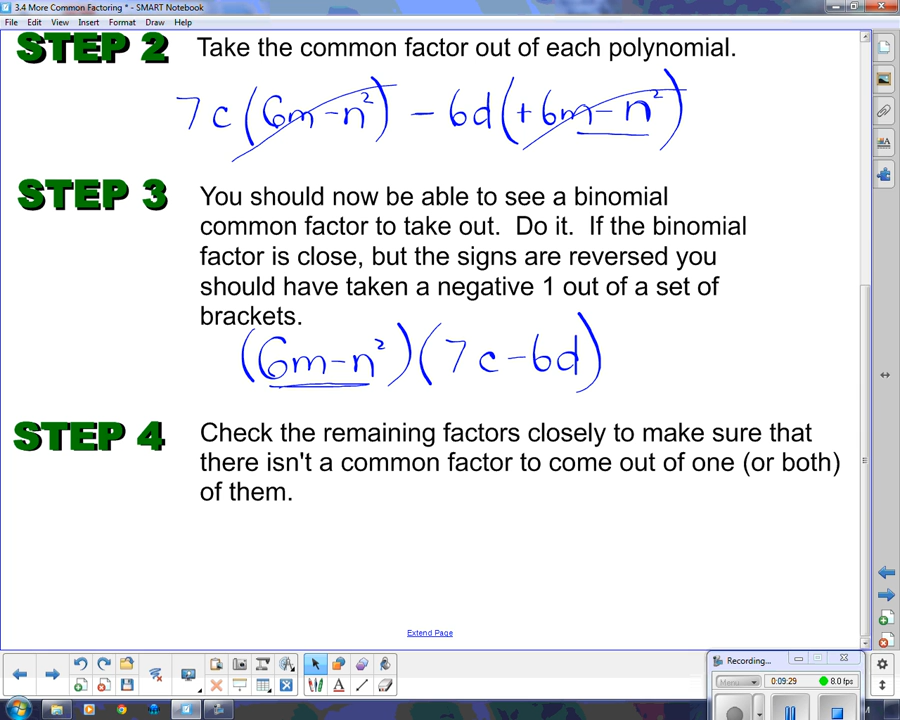 3.4 More Common Factoring * - SMART Notebook
File Edit View Insert Format Draw Help
STEP 2 Take the common factor out of each polynomial.
7c(6m-n²) - 6d(+6m-n²)
STEP 3 You should now be able to see a binomial
common factor to take out. Do it. If the binomial
factor is close, but the signs are reversed you
should have taken a negative 1 out of a set of
brackets.
(6m-n²)(7c-6d)
STEP 4 Check the remaining factors closely to make sure that
there isn't a common factor to come out of one (or both)
of them.
Extend Page
Recording...
Menu
0:09:29
8.0 fps